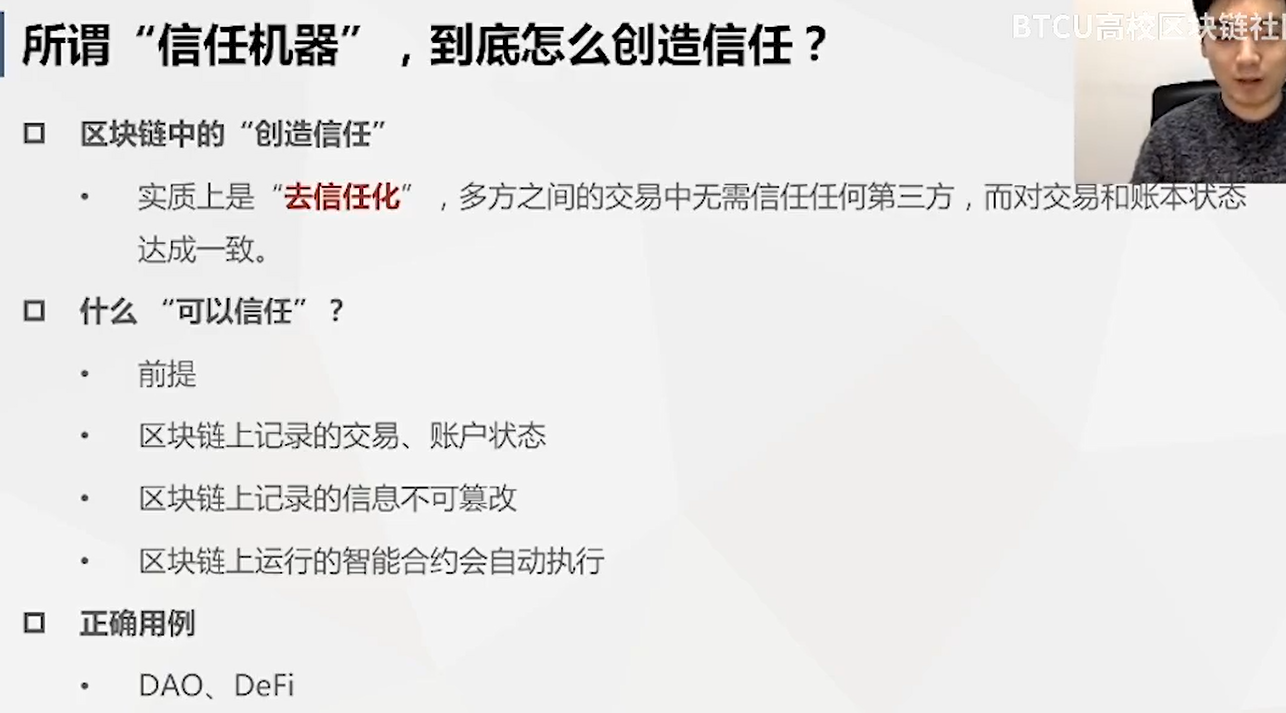 BTCU高校区块链社
所谓“信任机器”，到底怎么创造信任？
区块链中的“创造信任”
• 实质上是“去信任化”，多方之间的交易中无需信任任何第三方，而对交易和账本状态
达成一致。
什么 “可以信任” ？
• 前提
• 区块链上记录的交易、账户状态
• 区块链上记录的信息不可篡改
• 区块链上运行的智能合约会自动执行
正确用例
• DAO、DeFi